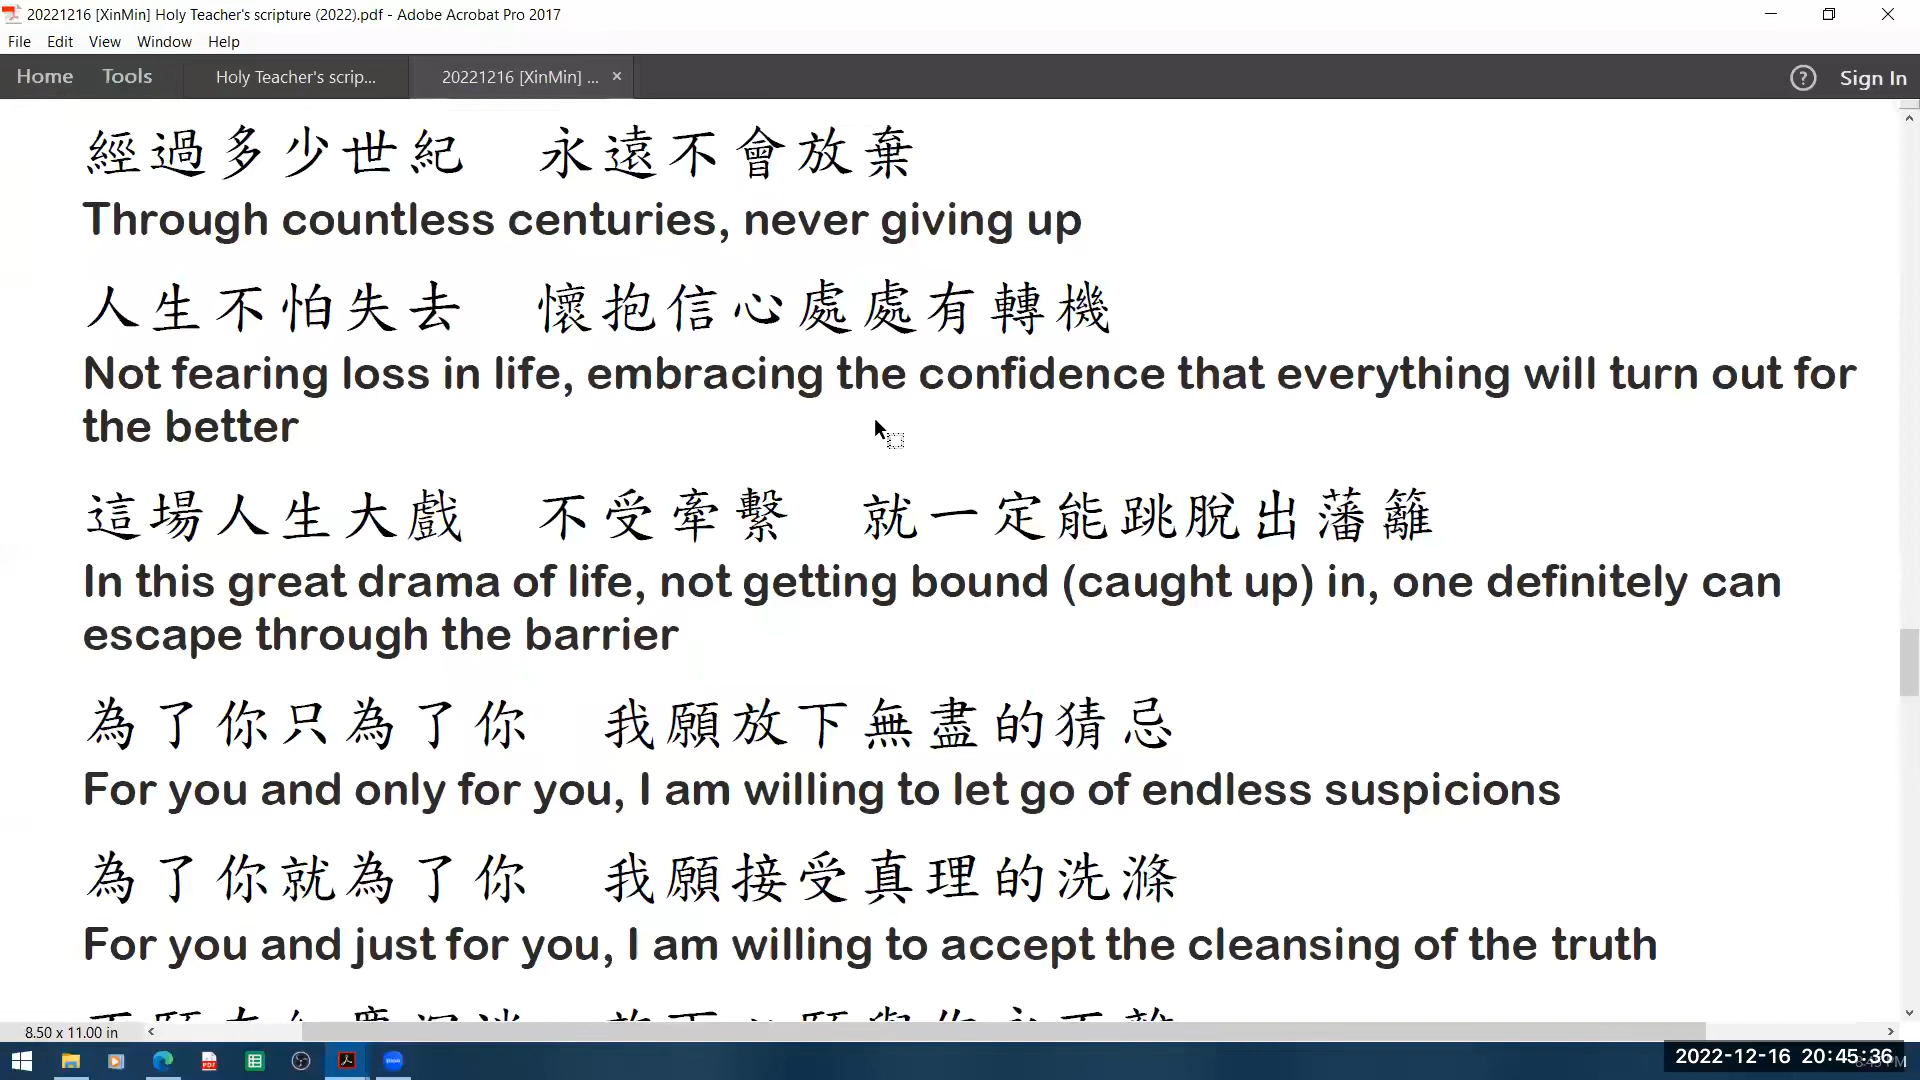 20221216 [XinMin] Holy Teacher's scripture (2022).pdf - Adobe Acrobat Pro 2017
File Edit View Window Help
Home Tools Holy Teacher's scrip... 20221216 [XinMin] ... × ? Sign In
經過多少世紀 永遠不會放棄
Through countless centuries, never giving up
人生不怕失去 懷抱信心處處有轉機
Not fearing loss in life, embracing the confidence that everything will turn out for
the better
這場人生大戲 不受牽繫 就一定能跳脫出藩籬
In this great drama of life, not getting bound (caught up) in, one definitely can
escape through the barrier
為了你只為了你 我願放下無盡的猜忌
For you and only for you, I am willing to let go of endless suspicions
為了你就為了你 我願接受真理的洗滌
For you and just for you, I am willing to accept the cleansing of the truth
8.50 x 11.00 in
2022-12-16 20:45:36